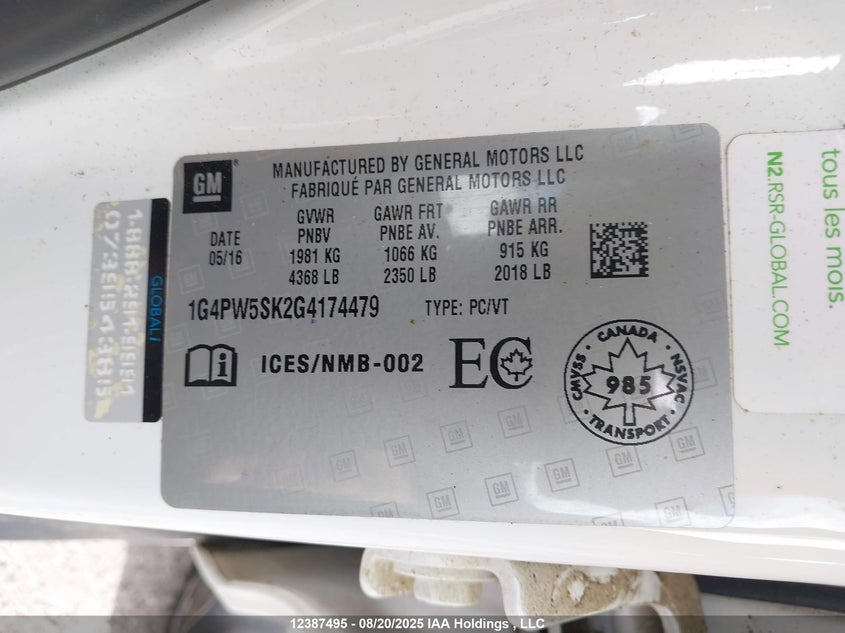 GM
MANUFACTURED BY GENERAL MOTORS LLC
FABRIQUÉ PAR GENERAL MOTORS LLC
DATE
05/16
GVWR
PNBV
1981 KG
4368 LB
GAWR FRT
PNBE AV.
1066 KG
2350 LB
GAWR RR
PNBE ARR.
915 KG
2018 LB
1G4PW5SK2G4174479 TYPE: PC/VT
i ICES/NMB-002 EC
CANADA
CMVSS 985 NSVAC
TRANSPORT
GLOBALi
tous les mois.
N2.RSR-GLOBAL.COM
12387495 - 08/20/2025 IAA Holdings , LLC